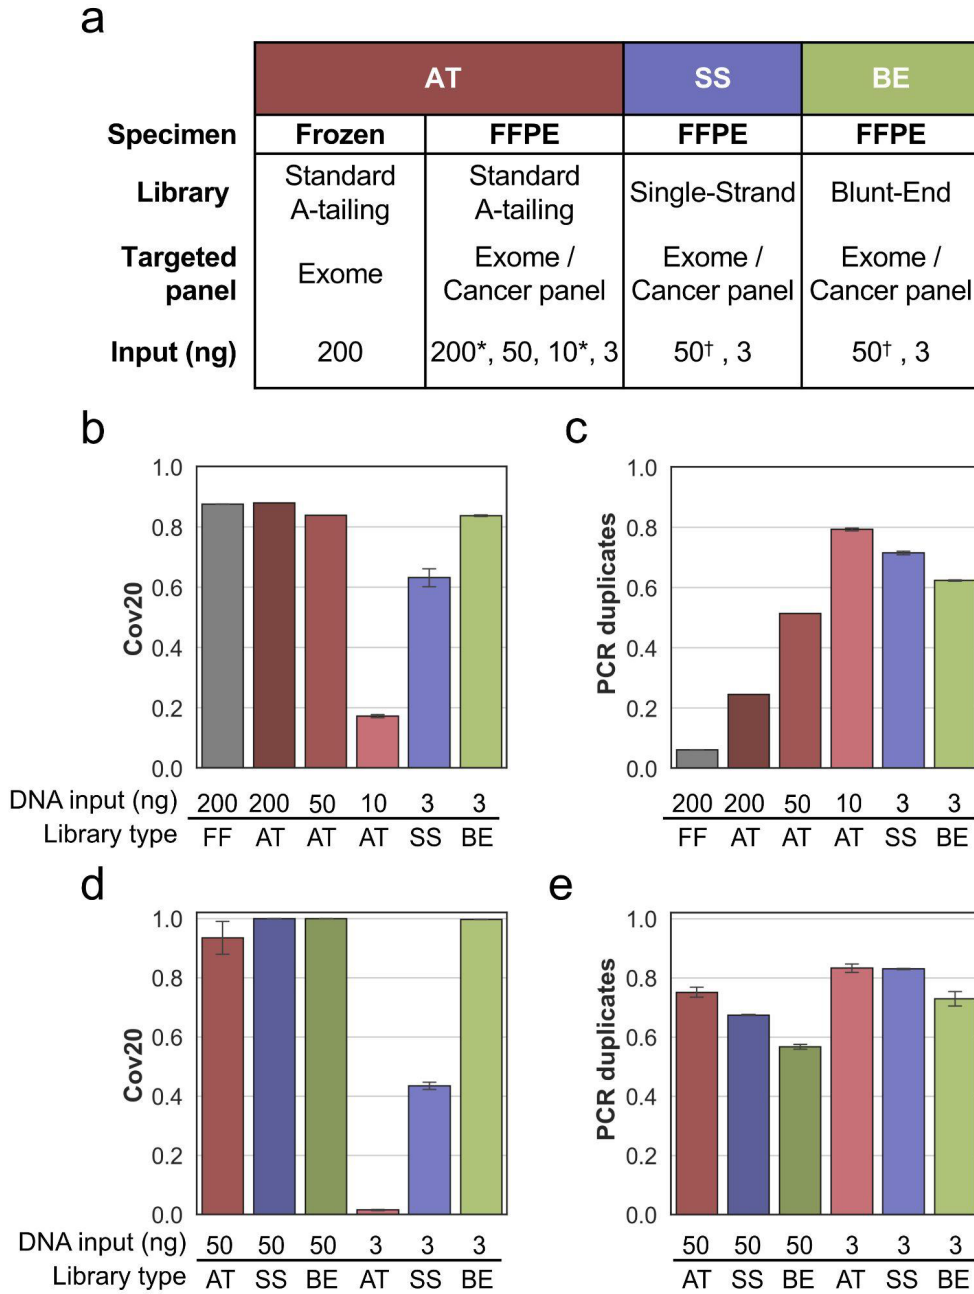 a
AT SS BE
Specimen Frozen FFPE FFPE FFPE
Library Standard A-tailing Standard A-tailing Single-Strand Blunt-End
Targeted panel Exome Exome / Cancer panel Exome / Cancer panel Exome / Cancer panel
Input (ng) 200 200*, 50, 10*, 3 50† , 3 50† , 3
b
1.0
0.8
0.6
0.4
0.2
0.0
Cov20
DNA input (ng) 200 200 50 10 3 3
Library type FF AT AT AT SS BE
c
1.0
0.8
0.6
0.4
0.2
0.0
PCR duplicates
200 200 50 10 3 3
FF AT AT AT SS BE
d
1.0
0.8
0.6
0.4
0.2
0.0
Cov20
DNA input (ng) 50 50 50 3 3 3
Library type AT SS BE AT SS BE
e
1.0
0.8
0.6
0.4
0.2
0.0
PCR duplicates
50 50 50 3 3 3
AT SS BE AT SS BE